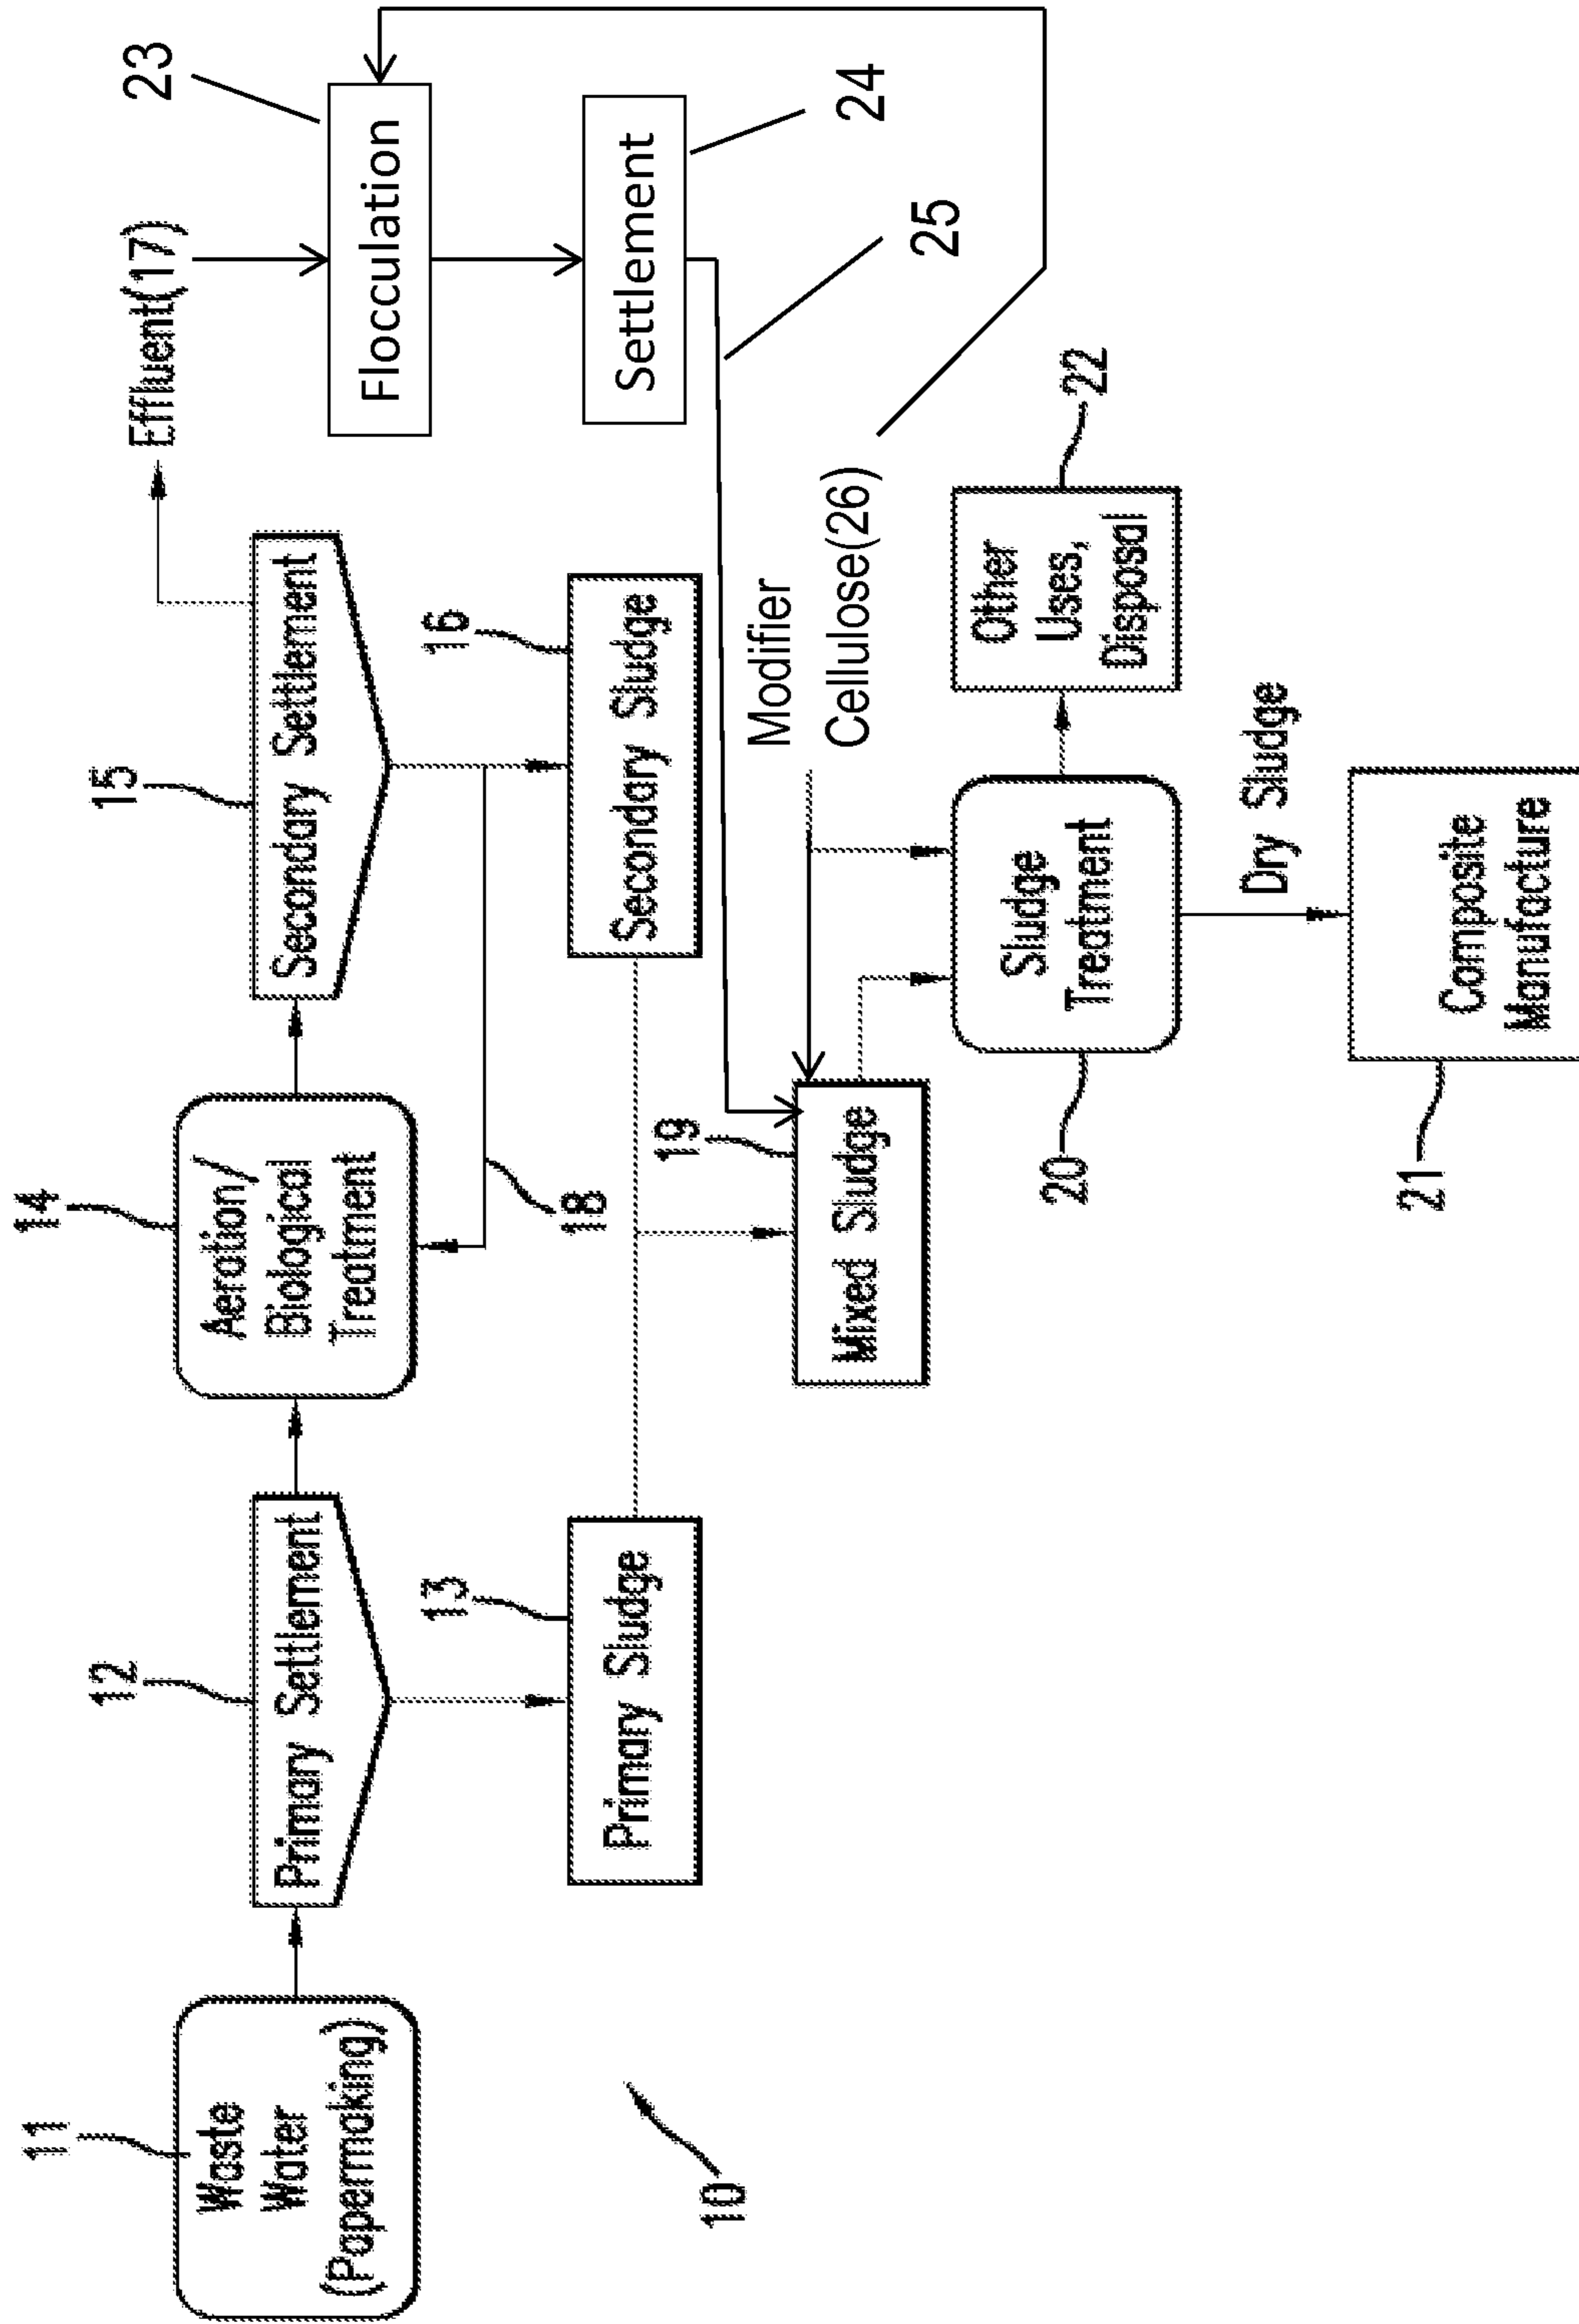 11
Waste
Water
(Papermaking)
12
Primary Settlement
14
Aeration/
Biological
Treatment
15
Secondary Settlement
Effluent(17)
23
Flocculation
13
Primary Sludge
18
16
Secondary Sludge
Settlement
24
25
10
19
Mixed Sludge
Modifier
Cellulose(26)
20
Sludge
Treatment
Other
Uses,
Disposal
22
Dry Sludge
21
Composite
Manufacture